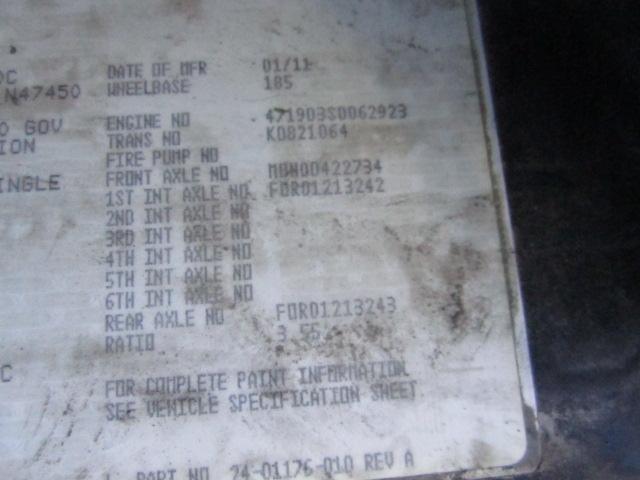 DC DATE OF MFR 01/11
N47450 WHEELBASE 185
O GOV ENGINE NO 471903S0062923
ION TRANS NO K0821064
FIRE PUMP NO
INGLE FRONT AXLE NO MBN00422734
1ST INT AXLE NO FOR01213242
2ND INT AXLE NO
3RD INT AXLE NO
4TH INT AXLE NO
5TH INT AXLE NO
6TH INT AXLE NO
REAR AXLE NO FOR01213243
RATIO 3.55
C FOR COMPLETE PAINT INFORMATION
SEE VEHICLE SPECIFICATION SHEET
PART NO 24-01176-010 REV A